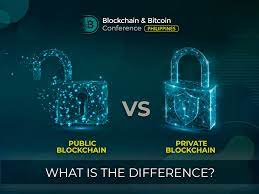 Blockchain & Bitcoin
Conference PHILIPPINES
VS
PUBLIC
BLOCKCHAIN
PRIVATE
BLOCKCHAIN
WHAT IS THE DIFFERENCE?